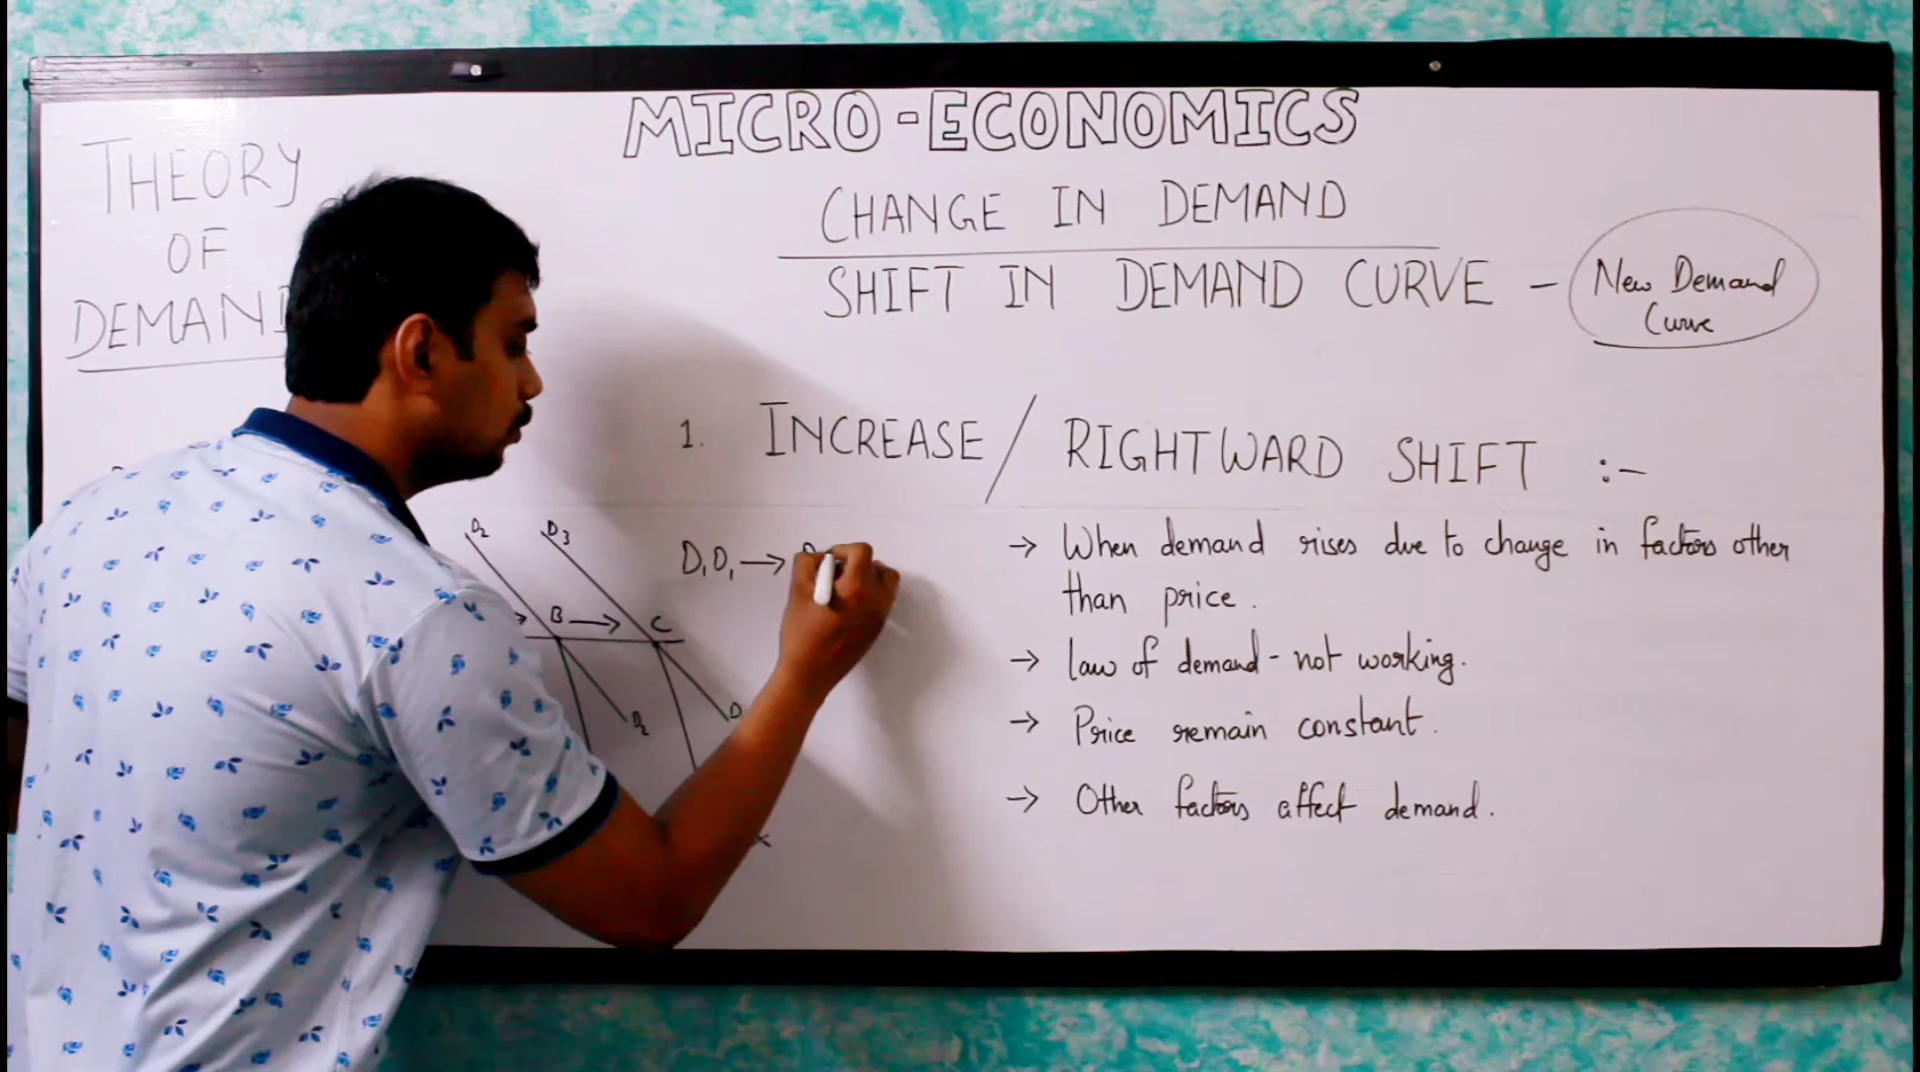 MICRO-ECONOMICS
THEORY
OF
DEMAND
CHANGE IN DEMAND
SHIFT IN DEMAND CURVE - New Demand
Curve
1. INCREASE / RIGHTWARD SHIFT :-
D2
D3
D1D1 →
B → C
D2
D
X
→ When demand rises due to change in factors other
than price.
→ law of demand - not working.
→ Price remain constant.
→ Other factors affect demand.